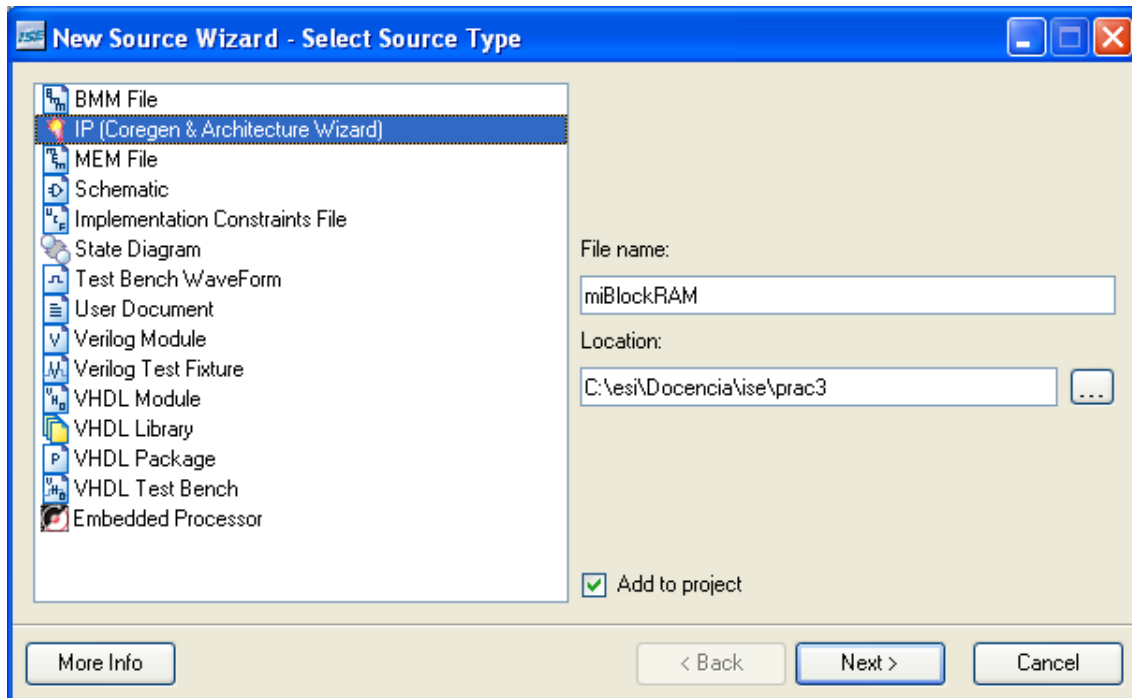 ISE New Source Wizard - Select Source Type
BMM File
IP (Coregen & Architecture Wizard)
MEM File
Schematic
Implementation Constraints File
State Diagram
Test Bench WaveForm
User Document
Verilog Module
Verilog Test Fixture
VHDL Module
VHDL Library
VHDL Package
VHDL Test Bench
Embedded Processor
File name:
miBlockRAM
Location:
C:\esi\Docencia\ise\prac3
...
Add to project
More Info
< Back
Next >
Cancel